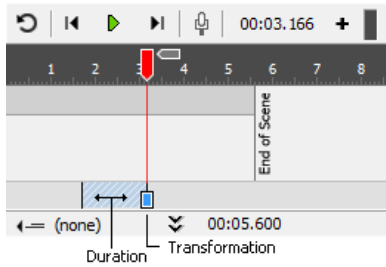 00:03.166
1 2 3 4 5 6 7 8
End of Scene
(none) 00:05.600
Duration Transformation